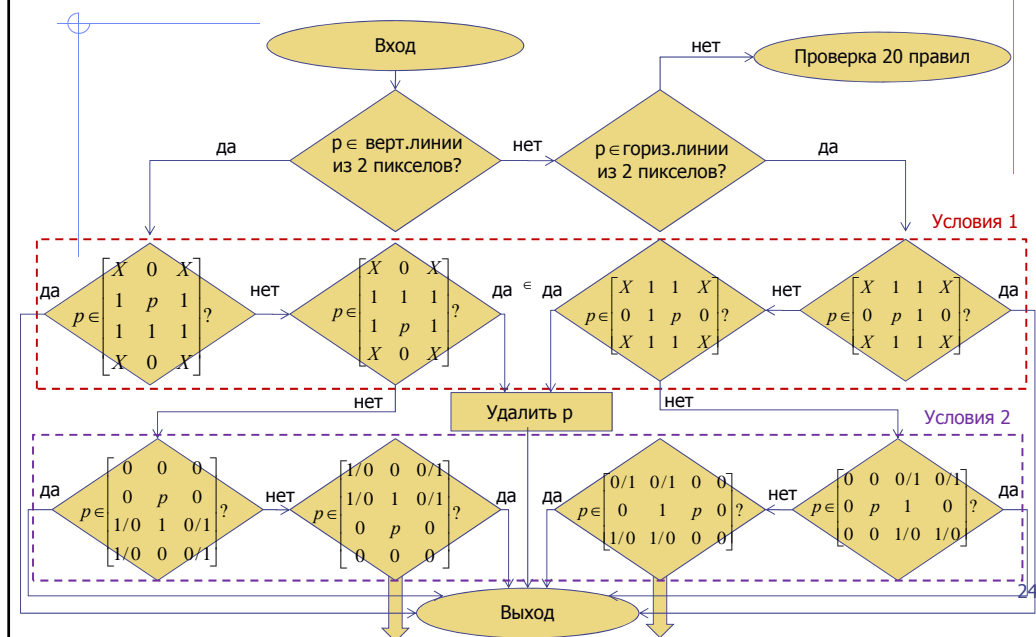 Вход
нет
Проверка 20 правил
да
p ∈ верт.линии
из 2 пикселов?
нет
p ∈ гориз.линии
из 2 пикселов?
да
Условия 1
да
p ∈
X 0 X
1 p 1
1 1 1
X 0 X
?
нет
p ∈
X 0 X
1 1 1
1 p 1
X 0 X
?
да
∈
да
p ∈
X 1 1 X
0 1 p 0
X 1 1 X
?
нет
p ∈
X 1 1 X
0 p 1 0
X 1 1 X
?
да
нет
Удалить p
нет
Условия 2
да
p ∈
0 0 0
0 p 0
1/0 1 0/1
1/0 0 0/1
?
нет
p ∈
1/0 0 0/1
1/0 1 0/1
0 p 0
0 0 0
?
да
да
p ∈
0/1 0/1 0 0
0 1 p 0
1/0 1/0 0 0
?
нет
p ∈
0 0 0/1 0/1
0 p 1 0
0 0 1/0 1/0
?
да
Выход
24